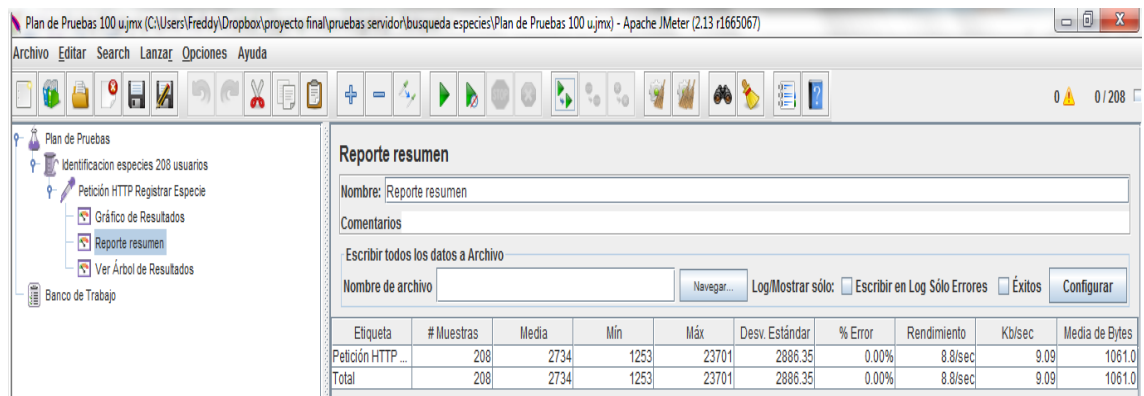 Plan de Pruebas 100 u.jmx (C:\Users\Freddy\Dropbox\proyecto final\pruebas servidor\busqueda especies\Plan de Pruebas 100 u.jmx) - Apache JMeter (2.13 r1665067)
Archivo Editar Search Lanzar Opciones Ayuda
0 0 / 208
Plan de Pruebas
Identificacion especies 208 usuarios
Petición HTTP Registrar Especie
Gráfico de Resultados
Reporte resumen
Ver Árbol de Resultados
Banco de Trabajo
Reporte resumen
Nombre: Reporte resumen
Comentarios
Escribir todos los datos a Archivo
Nombre de archivo Navegar... Log/Mostrar sólo: Escribir en Log Sólo Errores Éxitos Configurar
Etiqueta # Muestras Media Mín Máx Desv. Estándar % Error Rendimiento Kb/sec Media de Bytes
Petición HTTP ... 208 2734 1253 23701 2886.35 0.00% 8.8/sec 9.09 1061.0
Total 208 2734 1253 23701 2886.35 0.00% 8.8/sec 9.09 1061.0